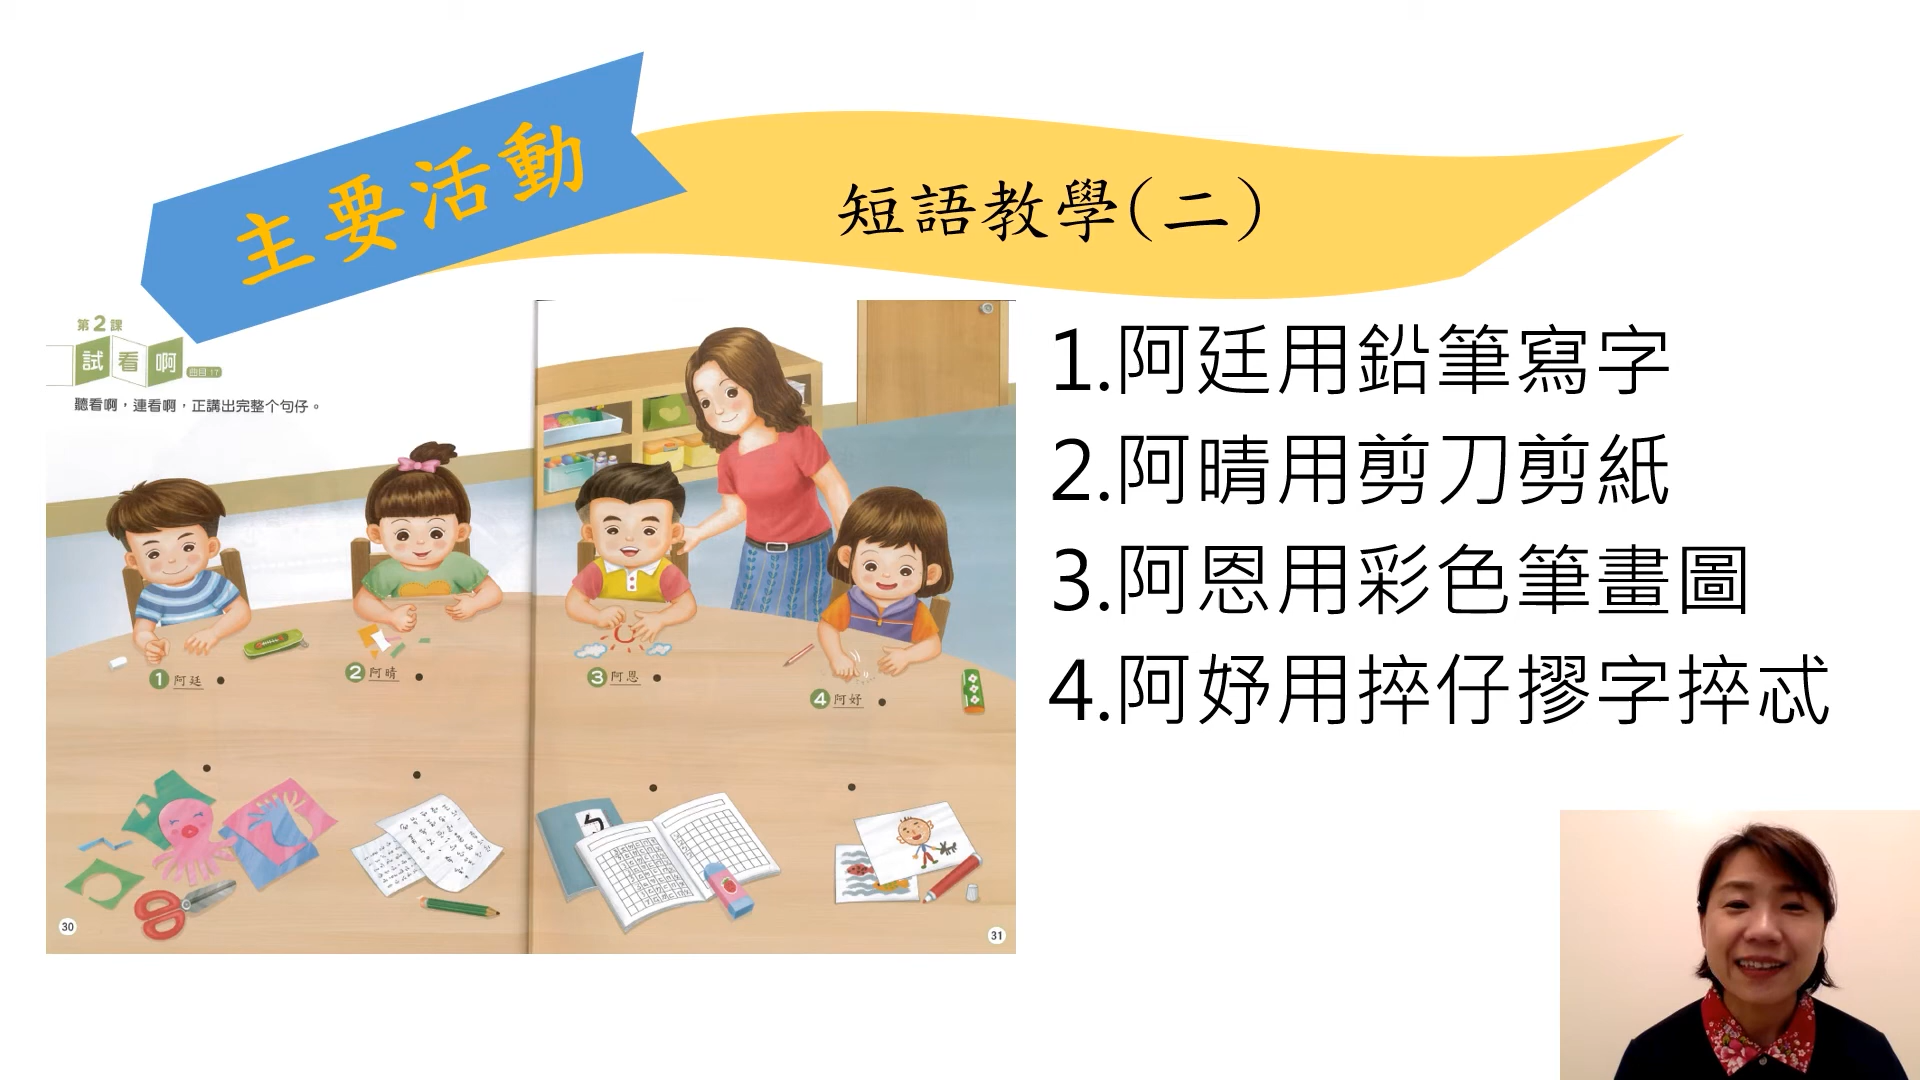 主要活動
短語教學(二)
第2課
試看啊
曲目 17
聽看啊，連看啊，正講出完整个句仔。
1 阿廷
2 阿晴
3 阿恩
4 阿妤
ㄅ
30
31
1.阿廷用鉛筆寫字
2.阿晴用剪刀剪紙
3.阿恩用彩色筆畫圖
4.阿妤用捽仔摎字捽忒